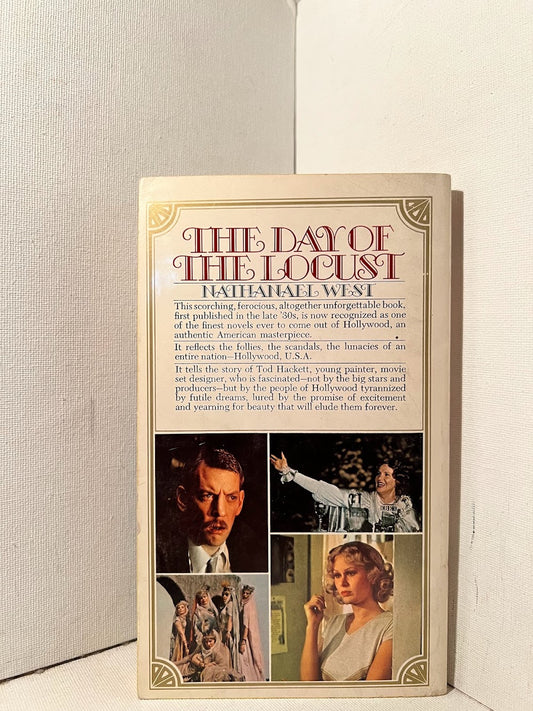 THE DAY OF
THE LOCUST
NATHANAEL WEST
This scorching, ferocious, altogether unforgettable book,
first published in the late '30s, is now recognized as one
of the finest novels ever to come out of Hollywood, an
authentic American masterpiece.
It reflects the follies, the scandals, the lunacies of an
entire nation—Hollywood, U.S.A.
It tells the story of Tod Hackett, young painter, movie
set designer, who is fascinated—not by the big stars and
producers—but by the people of Hollywood tyrannized
by futile dreams, lured by the promise of excitement
and yearning for beauty that will elude them forever.